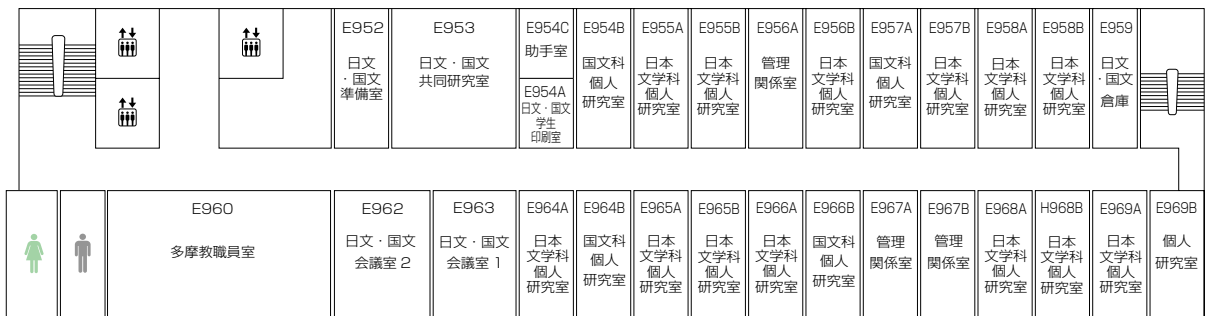 E952
日文
・国文
準備室
E953
日文・国文
共同研究室
E954C
助手室
E954A
日文・国文
学生
印刷室
E954B
国文科
個人
研究室
E955A
日本
文学科
個人
研究室
E955B
日本
文学科
個人
研究室
E956A
管理
関係室
E956B
日本
文学科
個人
研究室
E957A
国文科
個人
研究室
E957B
日本
文学科
個人
研究室
E958A
日本
文学科
個人
研究室
E958B
日本
文学科
個人
研究室
E959
日文
・国文
倉庫
E960
多摩教職員室
E962
日文・国文
会議室 2
E963
日文・国文
会議室 1
E964A
日本
文学科
個人
研究室
E964B
国文科
個人
研究室
E965A
日本
文学科
個人
研究室
E965B
日本
文学科
個人
研究室
E966A
日本
文学科
個人
研究室
E966B
国文科
個人
研究室
E967A
管理
関係室
E967B
管理
関係室
E968A
日本
文学科
個人
研究室
H968B
日本
文学科
個人
研究室
E969A
日本
文学科
個人
研究室
E969B
個人
研究室